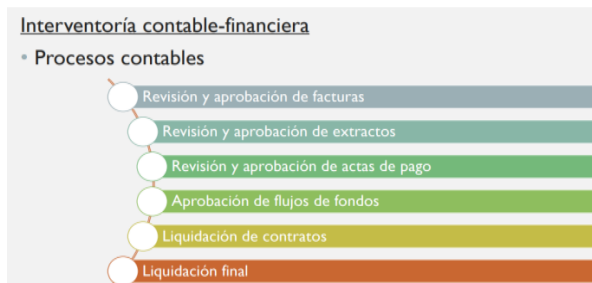 Interventoría contable-financiera
• Procesos contables
Revisión y aprobación de facturas
Revisión y aprobación de extractos
Revisión y aprobación de actas de pago
Aprobación de flujos de fondos
Liquidación de contratos
Liquidación final